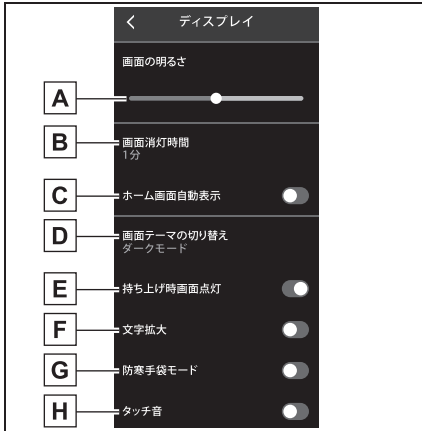 ディスプレイ
画面の明るさ
A
B 画面消灯時間
1分
C ホーム画面自動表示
D 画面テーマの切り替え
ダークモード
E 持ち上げ時画面点灯
F 文字拡大
G 防寒手袋モード
H タッチ音